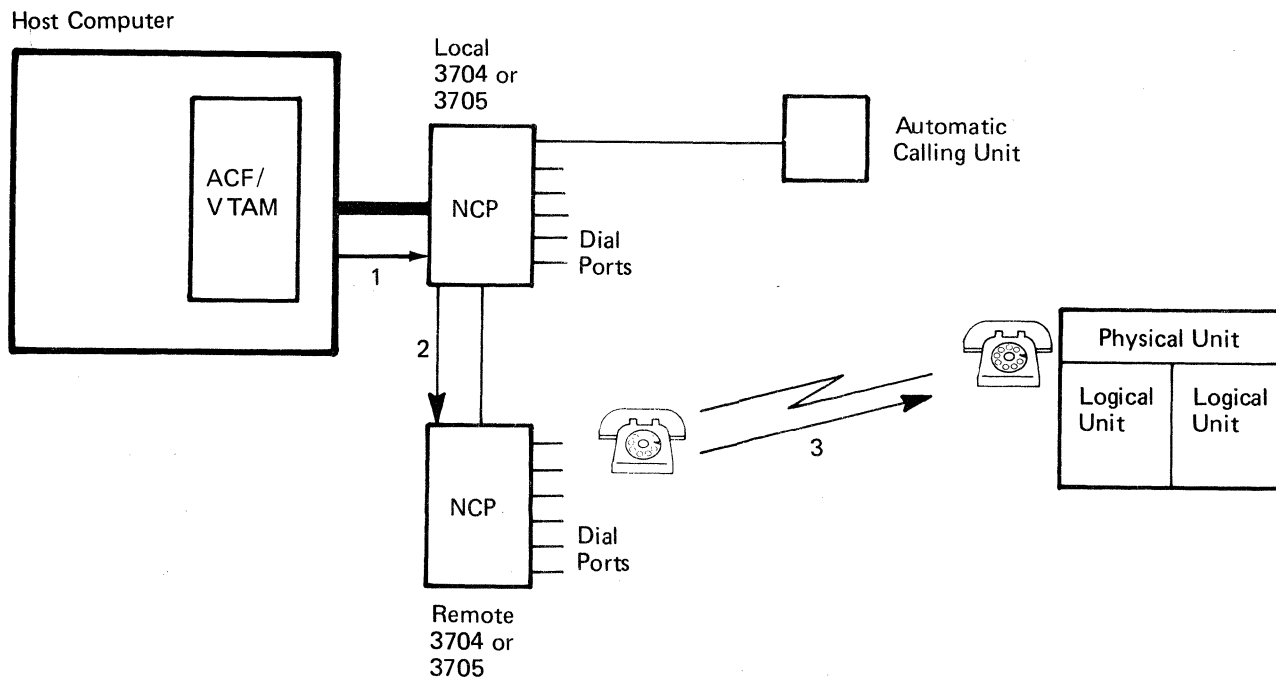 Host Computer
Local
3704 or
3705
Automatic
Calling Unit
ACF/
VTAM
NCP
Dial
Ports
1
2
Physical Unit
Logical
Unit
Logical
Unit
3
NCP
Dial
Ports
Remote
3704 or
3705